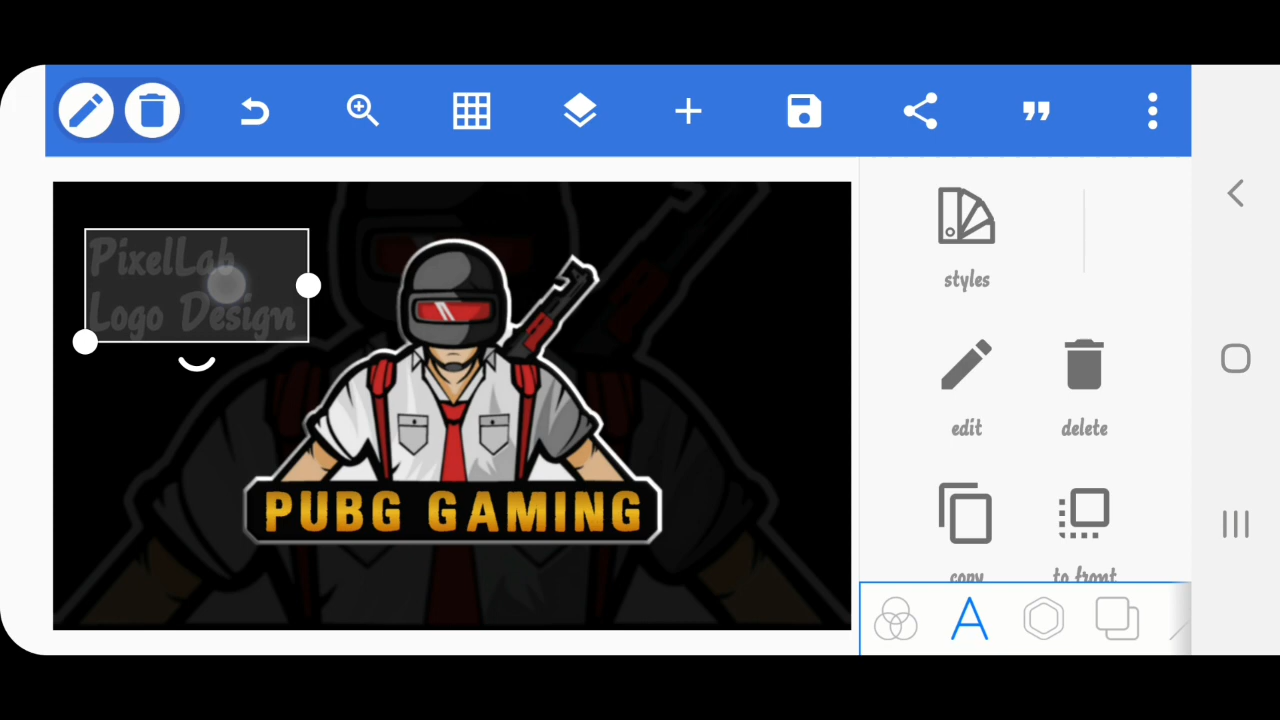 PixelLab
Logo Design
PUBG GAMING
styles
edit
delete
copy
to front